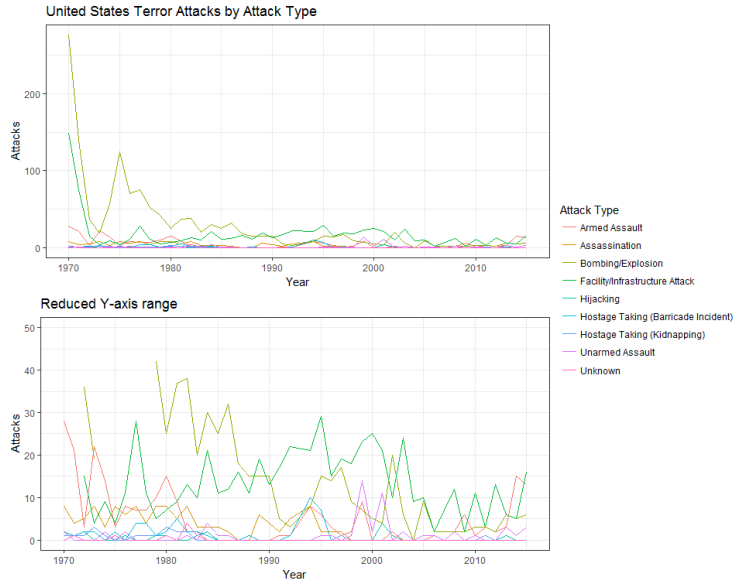 United States Terror Attacks by Attack Type
200
100
0
Attacks
1970 1980 1990 2000 2010
Year
Reduced Y-axis range
50
40
30
20
10
0
Attacks
1970 1980 1990 2000 2010
Year
Attack Type
Armed Assault
Assassination
Bombing/Explosion
Facility/Infrastructure Attack
Hijacking
Hostage Taking (Barricade Incident)
Hostage Taking (Kidnapping)
Unarmed Assault
Unknown